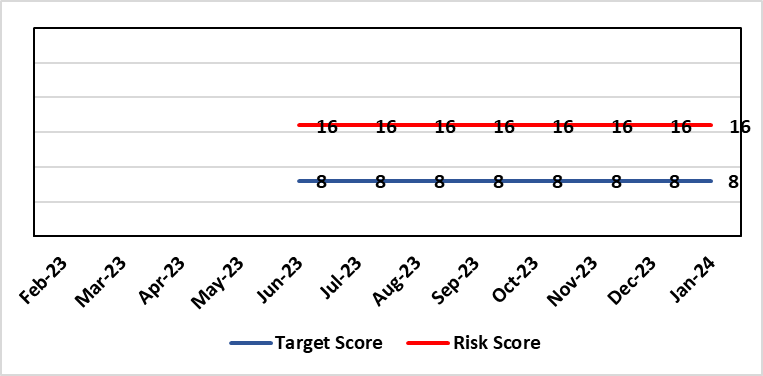 16 16 16 16 16 16 16 16
8 8 8 8 8 8 8 8
Feb-23 Mar-23 Apr-23 May-23 Jun-23 Jul-23 Aug-23 Sep-23 Oct-23 Nov-23 Dec-23 Jan-24
Target Score Risk Score